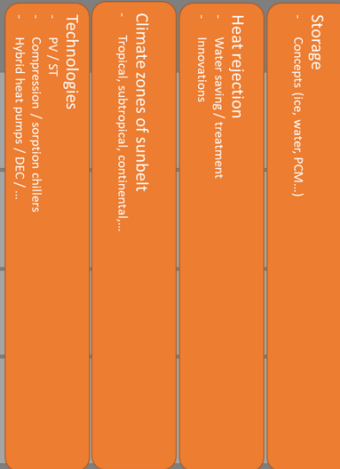 Storage
- Concepts (ice, water, PCM...)
Heat rejection
- Water saving / treatment
- Innovations
Climate zones of sunbelt
- Tropical, subtropical, continental,...
Technologies
- PV / ST
- Compression / sorption chillers
- Hybrid heat pumps / DEC / ...